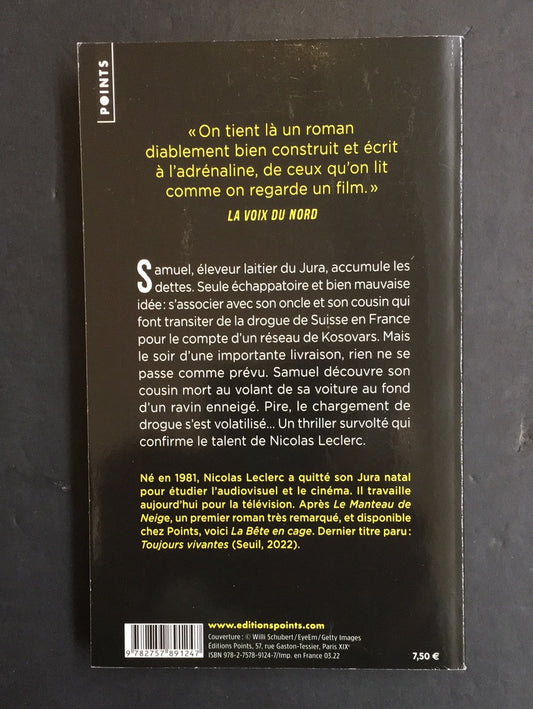 POINTS
« On tient là un roman
diablement bien construit et écrit
à l'adrénaline, de ceux qu'on lit
comme on regarde un film. »
LA VOIX DU NORD
Samuel, éleveur laitier du Jura, accumule les
dettes. Seule échappatoire et bien mauvaise
idée : s'associer avec son oncle et son cousin qui
font transiter de la drogue de Suisse en France
pour le compte d'un réseau de Kosovars. Mais
le soir d'une importante livraison, rien ne se
passe comme prévu. Samuel découvre son
cousin mort au volant de sa voiture au fond
d'un ravin enneigé. Pire, le chargement de
drogue s'est volatilisé... Un thriller survolté qui
confirme le talent de Nicolas Leclerc.
Né en 1981, Nicolas Leclerc a quitté son Jura natal
pour étudier l'audiovisuel et le cinéma. Il travaille
aujourd'hui pour la télévision. Après Le Manteau de
Neige, un premier roman très remarqué, et disponible
chez Points, voici La Bête en cage. Dernier titre paru :
Toujours vivantes (Seuil, 2022).
www.editionspoints.com
Couverture : © Willi Schubert / EyeEm / Getty Images
Éditions Points, 57, rue Gaston-Tessier, Paris XIXe
ISBN 978-2-7578-9124-7/Imp. en France 03.22
7,50 €
9 782757 891247